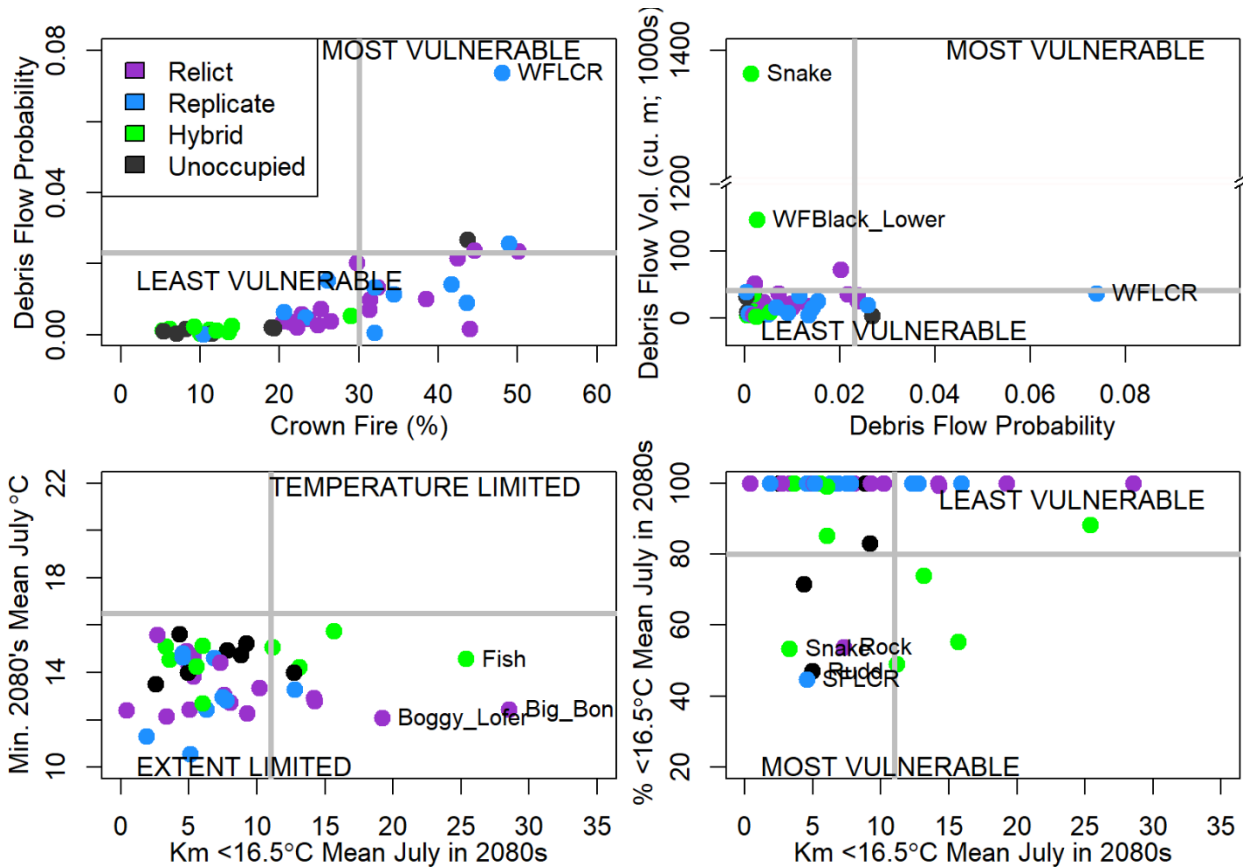 MOST VULNERABLE
WFLCR
LEAST VULNERABLE
Relict
Replicate
Hybrid
Unoccupied
Debris Flow Probability
0.00
0.04
0.08
0 10 20 30 40 50 60
Crown Fire (%)
MOST VULNERABLE
Snake
WFBlack_Lower
WFLCR
LEAST VULNERABLE
Debris Flow Vol. (cu. m; 1000s)
0 100 1200 1400
0.00 0.02 0.04 0.06 0.08
Debris Flow Probability
TEMPERATURE LIMITED
Fish
Boggy_Lofer
Big_Bon
EXTENT LIMITED
Min. 2080's Mean July°C
10 14 18 22
0 5 10 15 20 25 30 35
Km <16.5°C Mean July in 2080s
LEAST VULNERABLE
Snake
Rock
Rudd
SFLCR
MOST VULNERABLE
% <16.5°C Mean July in 2080s
20 40 60 80 100
0 5 10 15 20 25 30 35
Km <16.5°C Mean July in 2080s